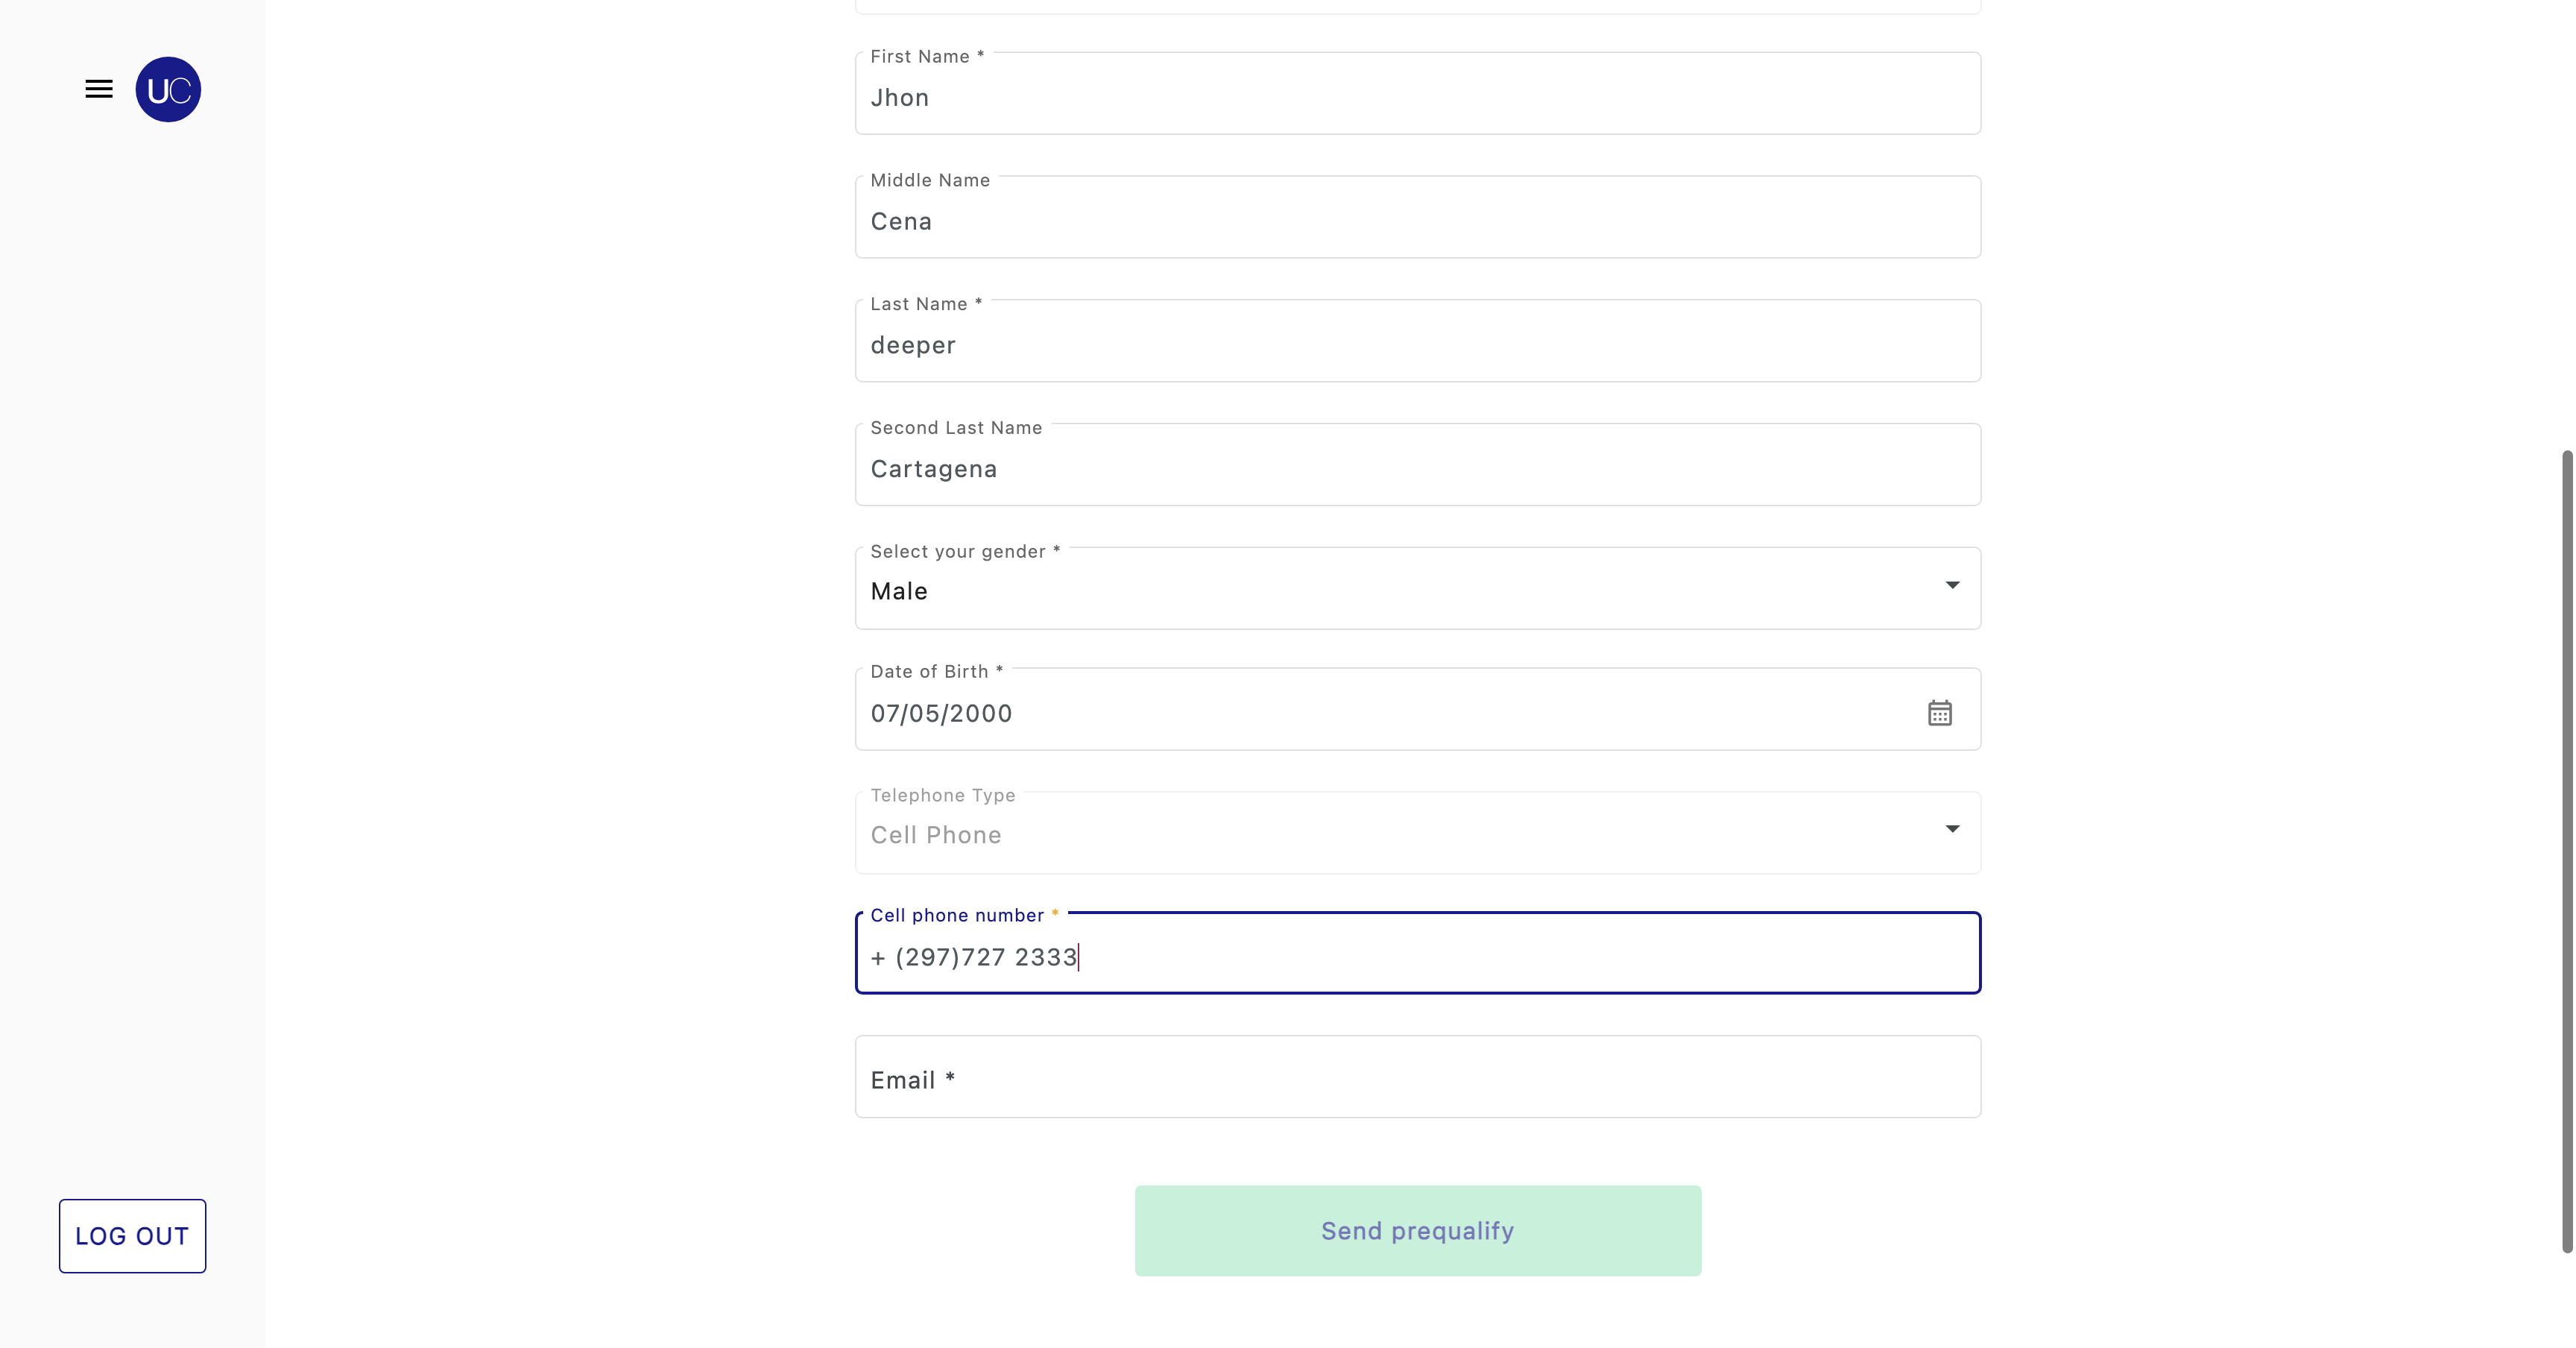 UC
First Name *
Jhon
Middle Name
Cena
Last Name *
deeper
Second Last Name
Cartagena
Select your gender *
Male
Date of Birth *
07/05/2000
Telephone Type
Cell Phone
Cell phone number *
+ (297)727 2333
Email *
Send prequalify
LOG OUT